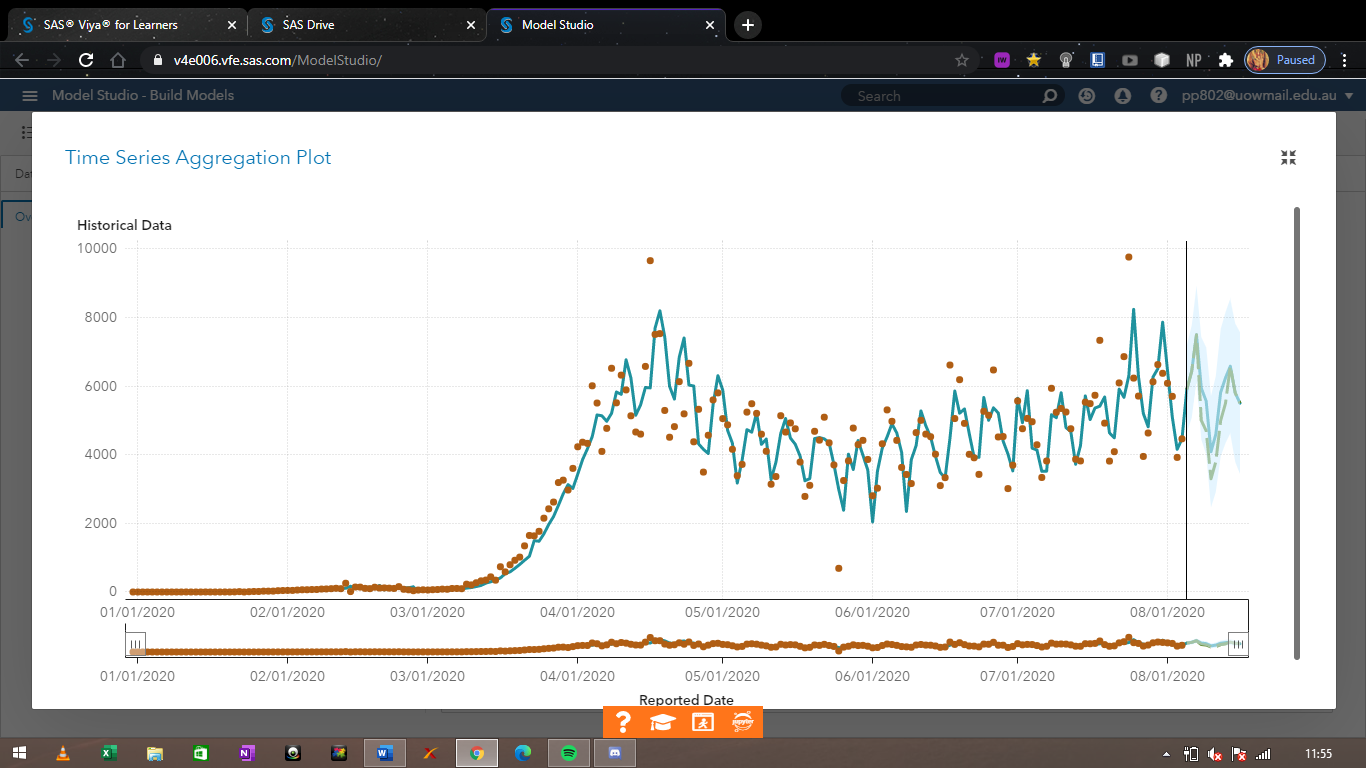 SAS® Viya® for Learners
SAS Drive
Model Studio
v4e006.vfe.sas.com/ModelStudio/
NP
Paused
Model Studio - Build Models
Search
pp802@uowmail.edu.au
Time Series Aggregation Plot
Historical Data
10000
8000
6000
4000
2000
0
01/01/2020 02/01/2020 03/01/2020 04/01/2020 05/01/2020 06/01/2020 07/01/2020 08/01/2020
01/01/2020 02/01/2020 03/01/2020 04/01/2020 05/01/2020 06/01/2020 07/01/2020 08/01/2020
Reported Date
11:55